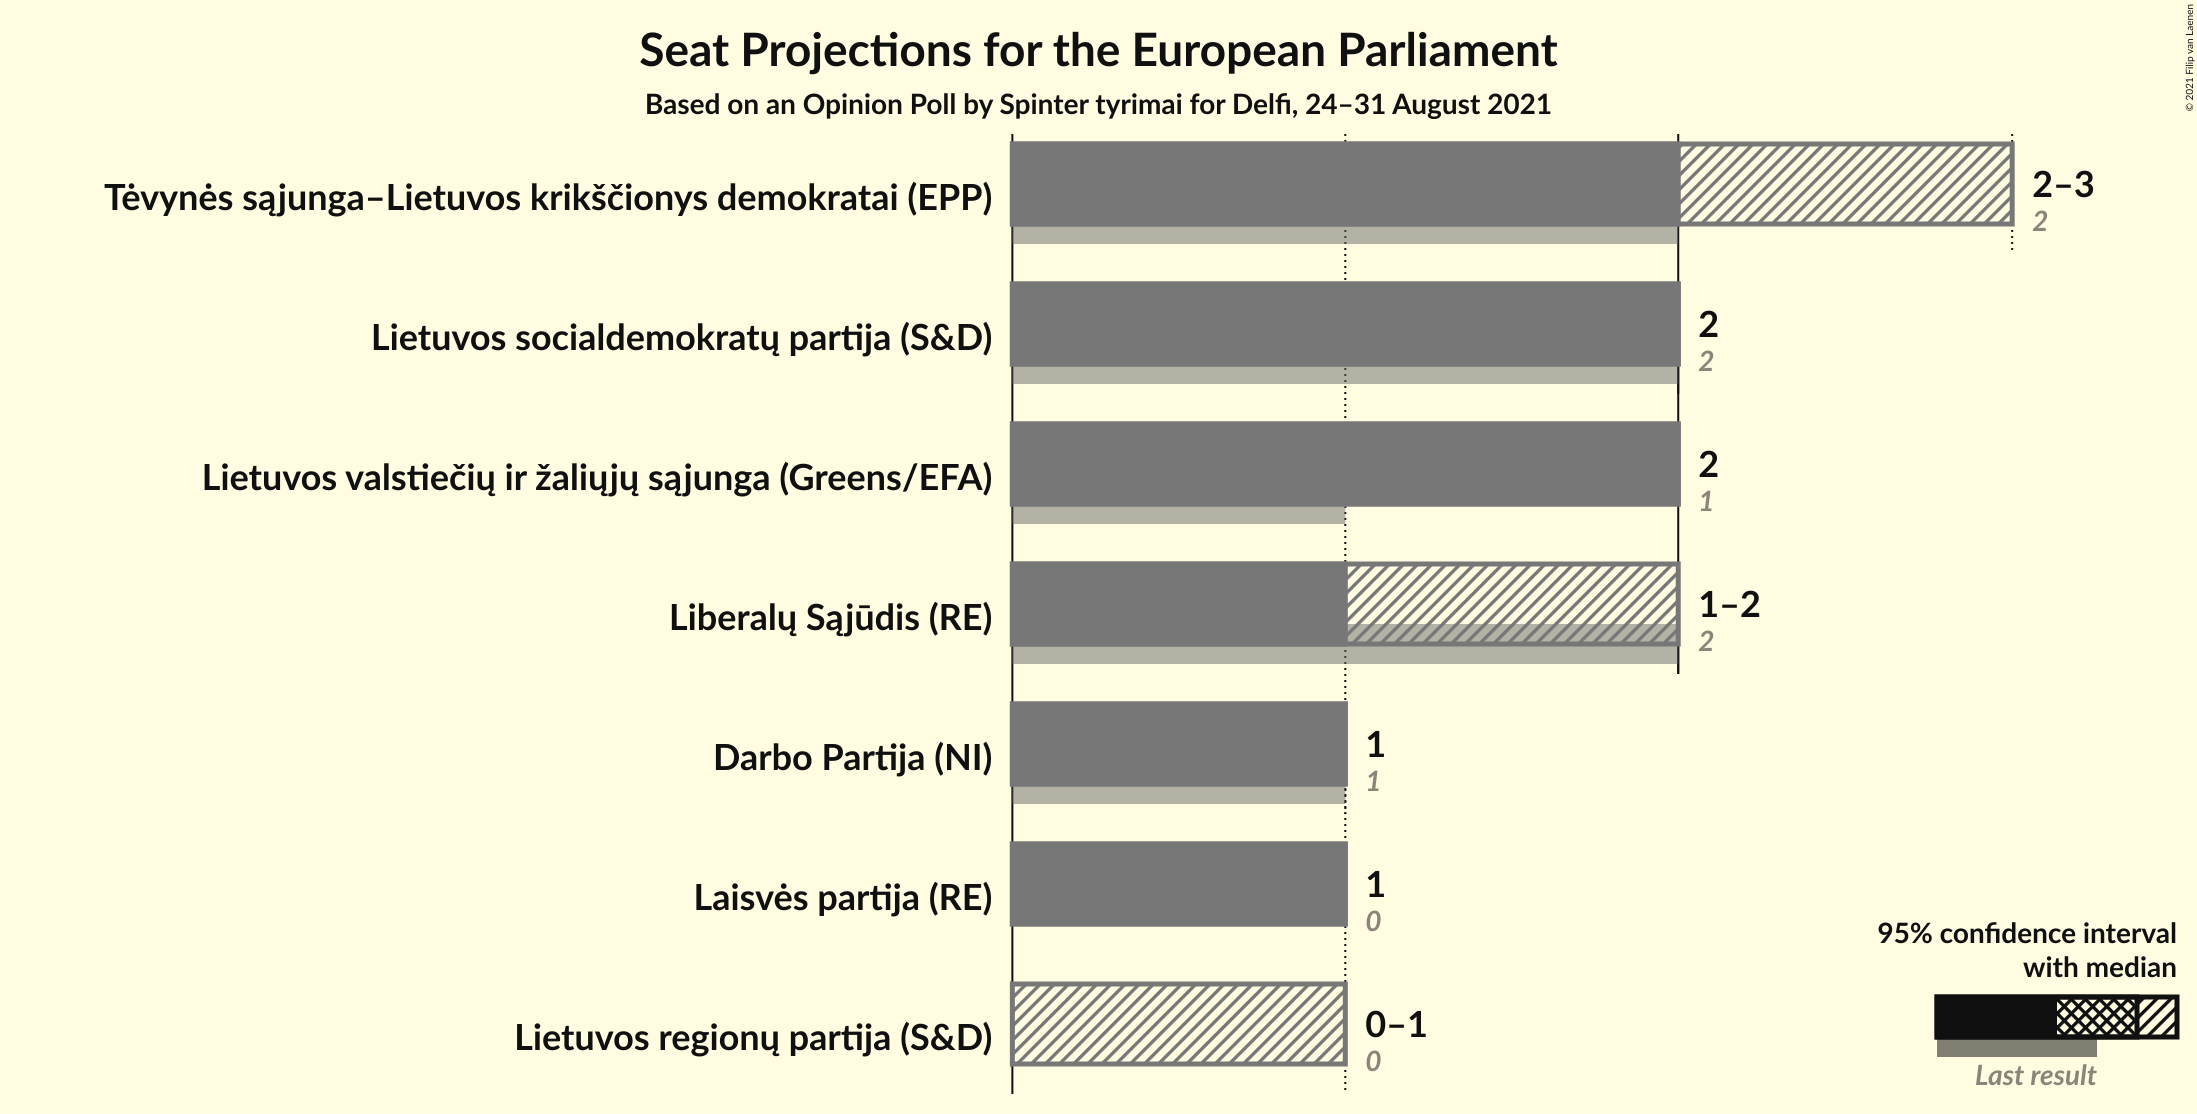 Seat Projections for the European Parliament
Based on an Opinion Poll by Spinter tyrimai for Delfi, 24–31 August 2021
© 2021 Filip van Laenen
Tėvynės sąjunga–Lietuvos krikščionys demokratai (EPP)
2–3
2
Lietuvos socialdemokratų partija (S&D)
2
2
Lietuvos valstiečių ir žaliųjų sąjunga (Greens/EFA)
2
1
Liberalų Sąjūdis (RE)
1–2
2
Darbo Partija (NI)
1
1
Laisvės partija (RE)
1
0
Lietuvos regionų partija (S&D)
0–1
0
95% confidence interval
with median
Last result